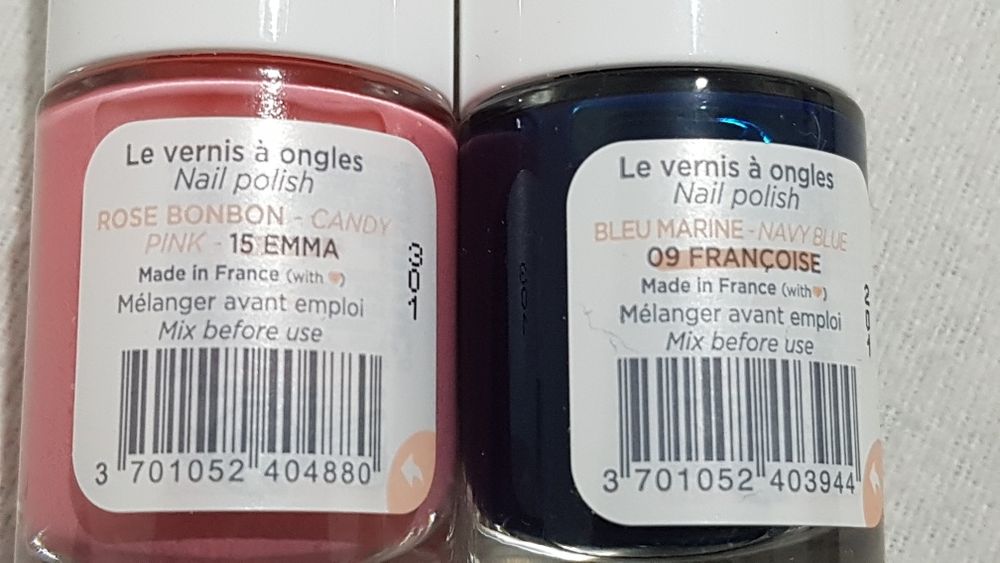 Le vernis à ongles
Nail polish
ROSE BONBON - CANDY
PINK - 15 EMMA
Made in France (with ♥)
Mélanger avant emploi
Mix before use
3 701052 404880
301
Le vernis à ongles
Nail polish
BLEU MARINE - NAVY BLUE
09 FRANÇOISE
Made in France (with ♥)
Mélanger avant emploi
Mix before use
3 701052 403944
201